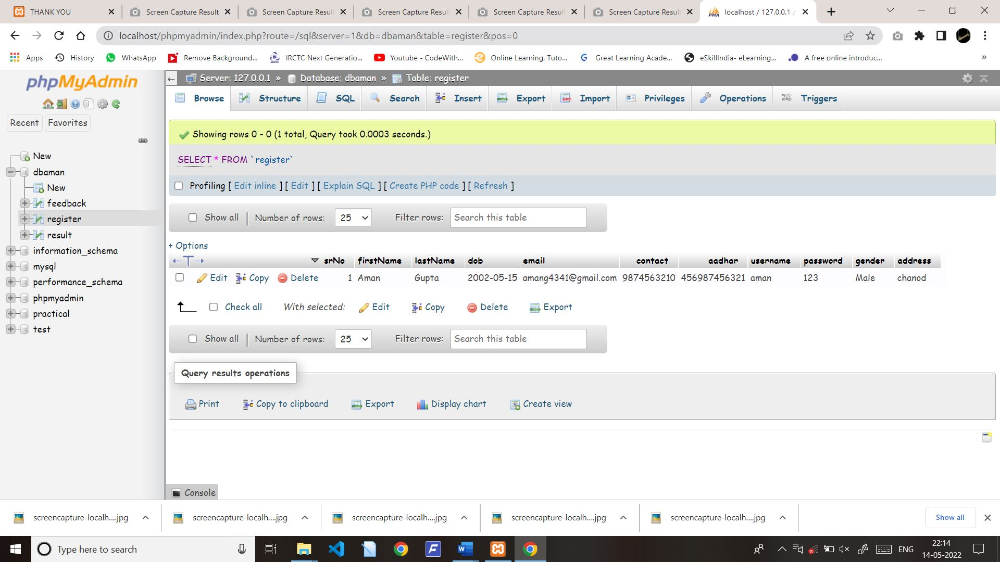 THANK YOU
Screen Capture Result
Screen Capture Result
Screen Capture Result
Screen Capture Result
Screen Capture Result
localhost / 127.0.0.1 /
localhost/phpmyadmin/index.php?route=/sql&server=1&db=dbaman&table=register&pos=0
Apps History WhatsApp Remove Background... IRCTC Next Generatio... Youtube - CodeWith... Online Learning, Tuto... Great Learning Acade... eSkillIndia- eLearning... A free online introduc... »
phpMyAdmin
Recent Favorites
New
dbaman
New
feedback
register
result
information_schema
mysql
performance_schema
phpmyadmin
practical
test
Server: 127.0.0.1 » Database: dbaman » Table: register
Browse Structure SQL Search Insert Export Import Privileges Operations Triggers
Showing rows 0 - 0 (1 total, Query took 0.0003 seconds.)
SELECT * FROM `register`
Profiling [ Edit inline ] [ Edit ] [ Explain SQL ] [ Create PHP code ] [ Refresh ]
Show all | Number of rows: 25 Filter rows: Search this table
+ Options
←T→ srNo firstName lastName dob email contact aadhar username password gender address
Edit Copy Delete 1 Aman Gupta 2002-05-15 amang4341@gmail.com 9874563210 456987456321 aman 123 Male chanod
Check all With selected: Edit Copy Delete Export
Show all | Number of rows: 25 Filter rows: Search this table
Query results operations
Print Copy to clipboard Export Display chart Create view
Console
screencapture-localh....jpg screencapture-localh....jpg screencapture-localh....jpg screencapture-localh....jpg screencapture-localh....jpg Show all
Type here to search
ENG
22:14
14-05-2022